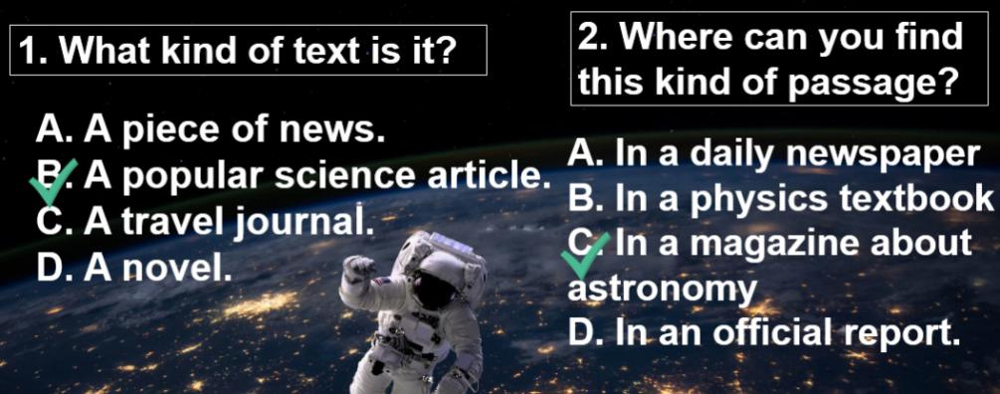 1. What kind of text is it?
A. A piece of news.
B. A popular science article.
C. A travel journal.
D. A novel.
2. Where can you find
this kind of passage?
A. In a daily newspaper
B. In a physics textbook
C. In a magazine about
astronomy
D. In an official report.